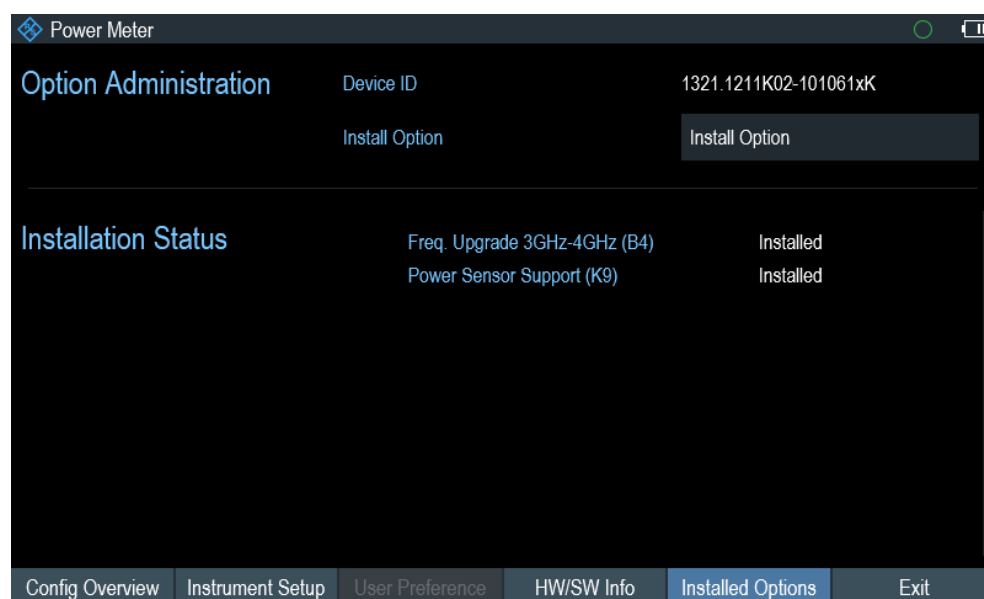 Power Meter
Option Administration Device ID 1321.1211K02-101061xK
Install Option Install Option
Installation Status Freq. Upgrade 3GHz-4GHz (B4) Installed
Power Sensor Support (K9) Installed
Config Overview Instrument Setup User Preference HW/SW Info Installed Options Exit